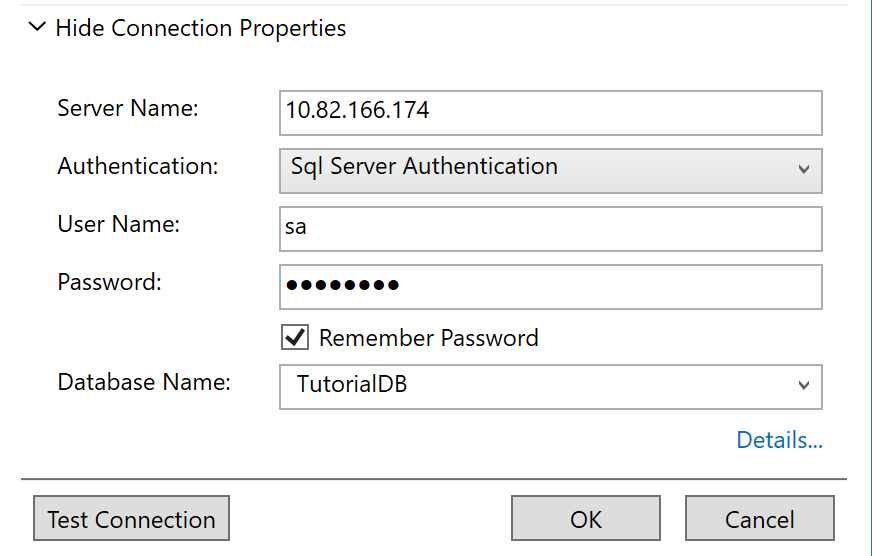 Hide Connection Properties
Server Name: 10.82.166.174
Authentication: Sql Server Authentication
User Name: sa
Password: ●●●●●●●●
Remember Password
Database Name: TutorialDB
Details...
Test Connection OK Cancel